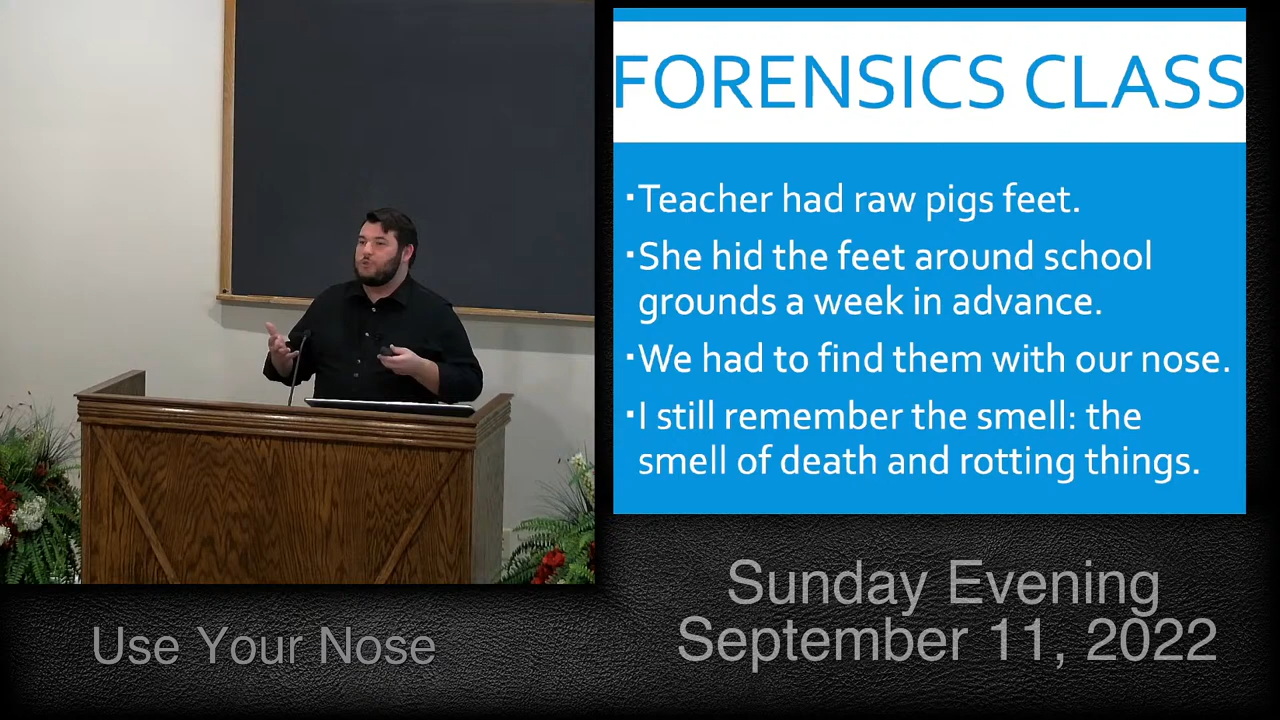 FORENSICS CLASS
▪Teacher had raw pigs feet.
▪She hid the feet around school
grounds a week in advance.
▪We had to find them with our nose.
▪I still remember the smell: the
smell of death and rotting things.
Use Your Nose
Sunday Evening
September 11, 2022